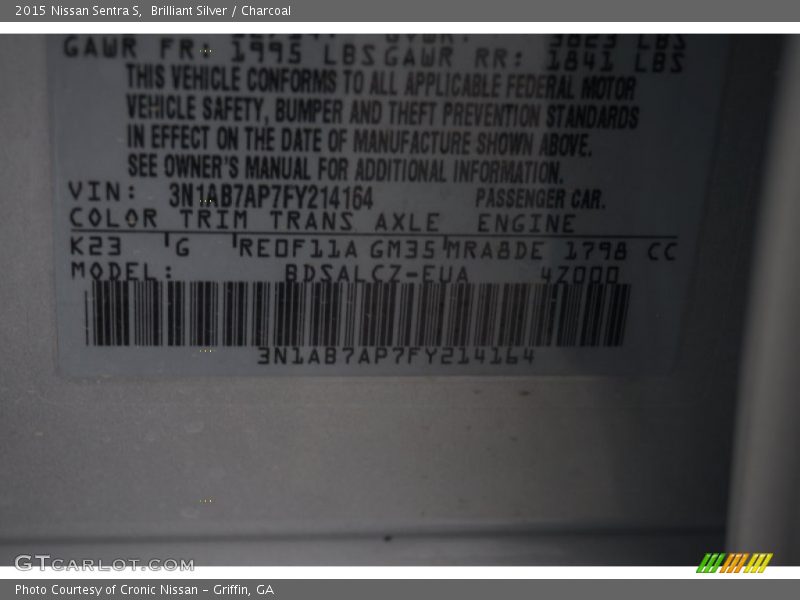 2015 Nissan Sentra S, Brilliant Silver / Charcoal
GAWR FR: 1995 LBS GAWR RR: 1841 LBS
THIS VEHICLE CONFORMS TO ALL APPLICABLE FEDERAL MOTOR
VEHICLE SAFETY, BUMPER AND THEFT PREVENTION STANDARDS
IN EFFECT ON THE DATE OF MANUFACTURE SHOWN ABOVE.
SEE OWNER'S MANUAL FOR ADDITIONAL INFORMATION.
VIN: 3N1AB7AP7FY214164 PASSENGER CAR.
COLOR TRIM TRANS AXLE ENGINE
K23 G RE0F11A GM35 MRA8DE 1798 CC
MODEL: BDSALCZ-EUA 4Z000
3N1AB7AP7FY214164
GTCARLOT.COM
Photo Courtesy of Cronic Nissan - Griffin, GA